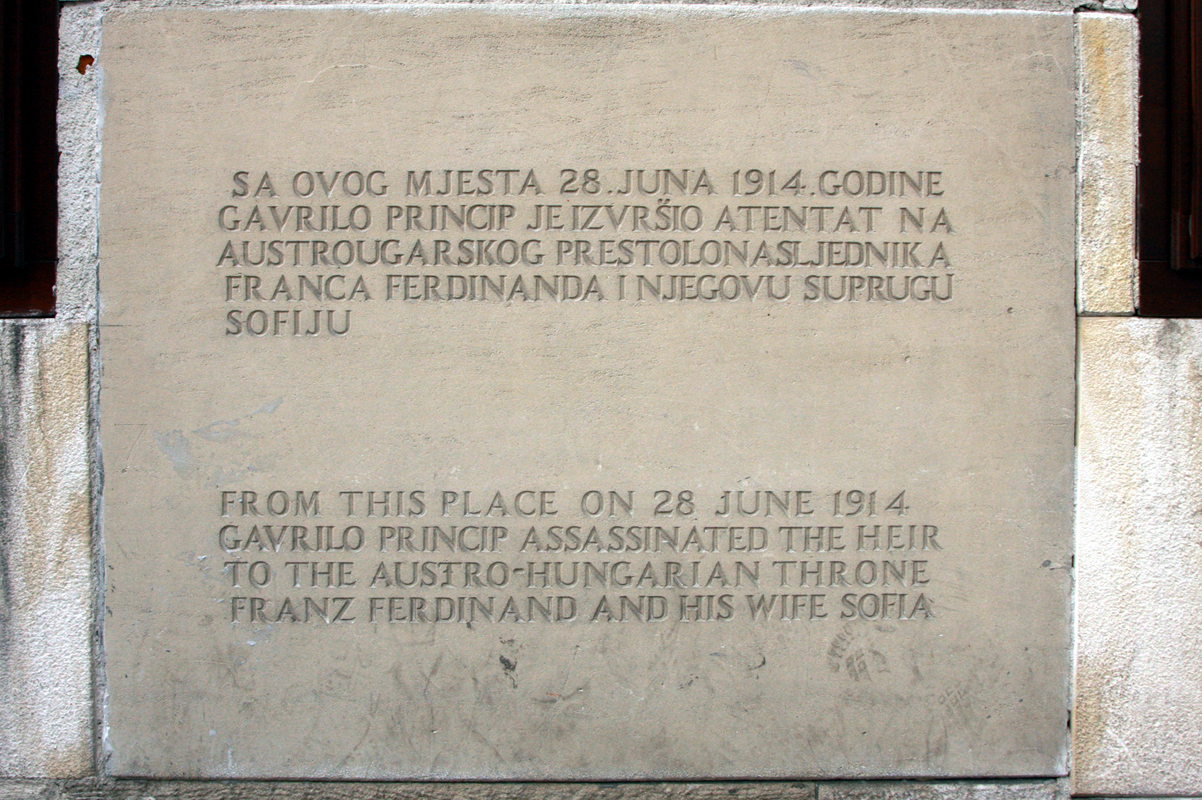 SA OVOG MJESTA 28. JUNA 1914. GODINE
GAVRILO PRINCIP JE IZVRŠIO ATENTAT NA
AUSTROUGARSKOG PRESTOLONASLJEDNIKA
FRANCA FERDINANDA I NJEGOVU SUPRUGU
SOFIJU
FROM THIS PLACE ON 28 JUNE 1914
GAVRILO PRINCIP ASSASSINATED THE HEIR
TO THE AUSTRO-HUNGARIAN THRONE
FRANZ FERDINAND AND HIS WIFE SOFIA